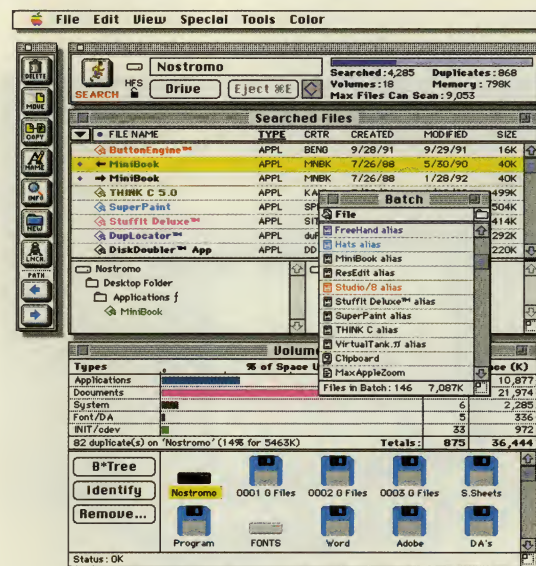 File Edit View Special Tools Color
Nostromo
HFS
SEARCH
Drive
Eject ⌘E
Searched: 4,285 Duplicates: 868
Volumes: 18 Memory: 798K
Max Files Can Scan: 9,053
DELETE
MOVE
COPY
NAME
INFO
NEW
LNCR.
PATH
Searched Files
• FILE NAME TYPE CRTR CREATED MODIFIED SIZE
ButtonEngine™ APPL BENG 9/28/91 9/29/91 16K
MiniBook APPL MNBK 7/26/88 5/30/90 40K
MiniBook APPL MNBK 7/26/88 1/28/92 40K
THINK C 5.0 APPL 499K
SuperPaint APPL 504K
StuffIt Deluxe™ APPL 414K
DupLocator™ APPL 292K
DiskDoubler™ App APPL 220K
Nostromo
Desktop Folder
Applications ƒ
MiniBook
Batch
File
FreeHand alias
Hats alias
MiniBook alias
ResEdit alias
Studio/8 alias
StuffIt Deluxe™ alias
SuperPaint alias
THINK C alias
VirtualTank.π alias
Clipboard
MaxAppleZoom
Files in Batch: 146 7,087K
Types % of Space (K)
Applications 10,877
Documents 21,974
System 6 2,285
Font/DA 5 336
INIT/cdev 33 972
82 duplicate(s) on 'Nostromo' (14% for 5463K) Totals: 875 36,444
B*Tree
Identify
Remove...
Nostromo 0001 G Files 0002 G Files 0003 G Files S.Sheets
Program FONTS Word Adobe DA's
Status: OK